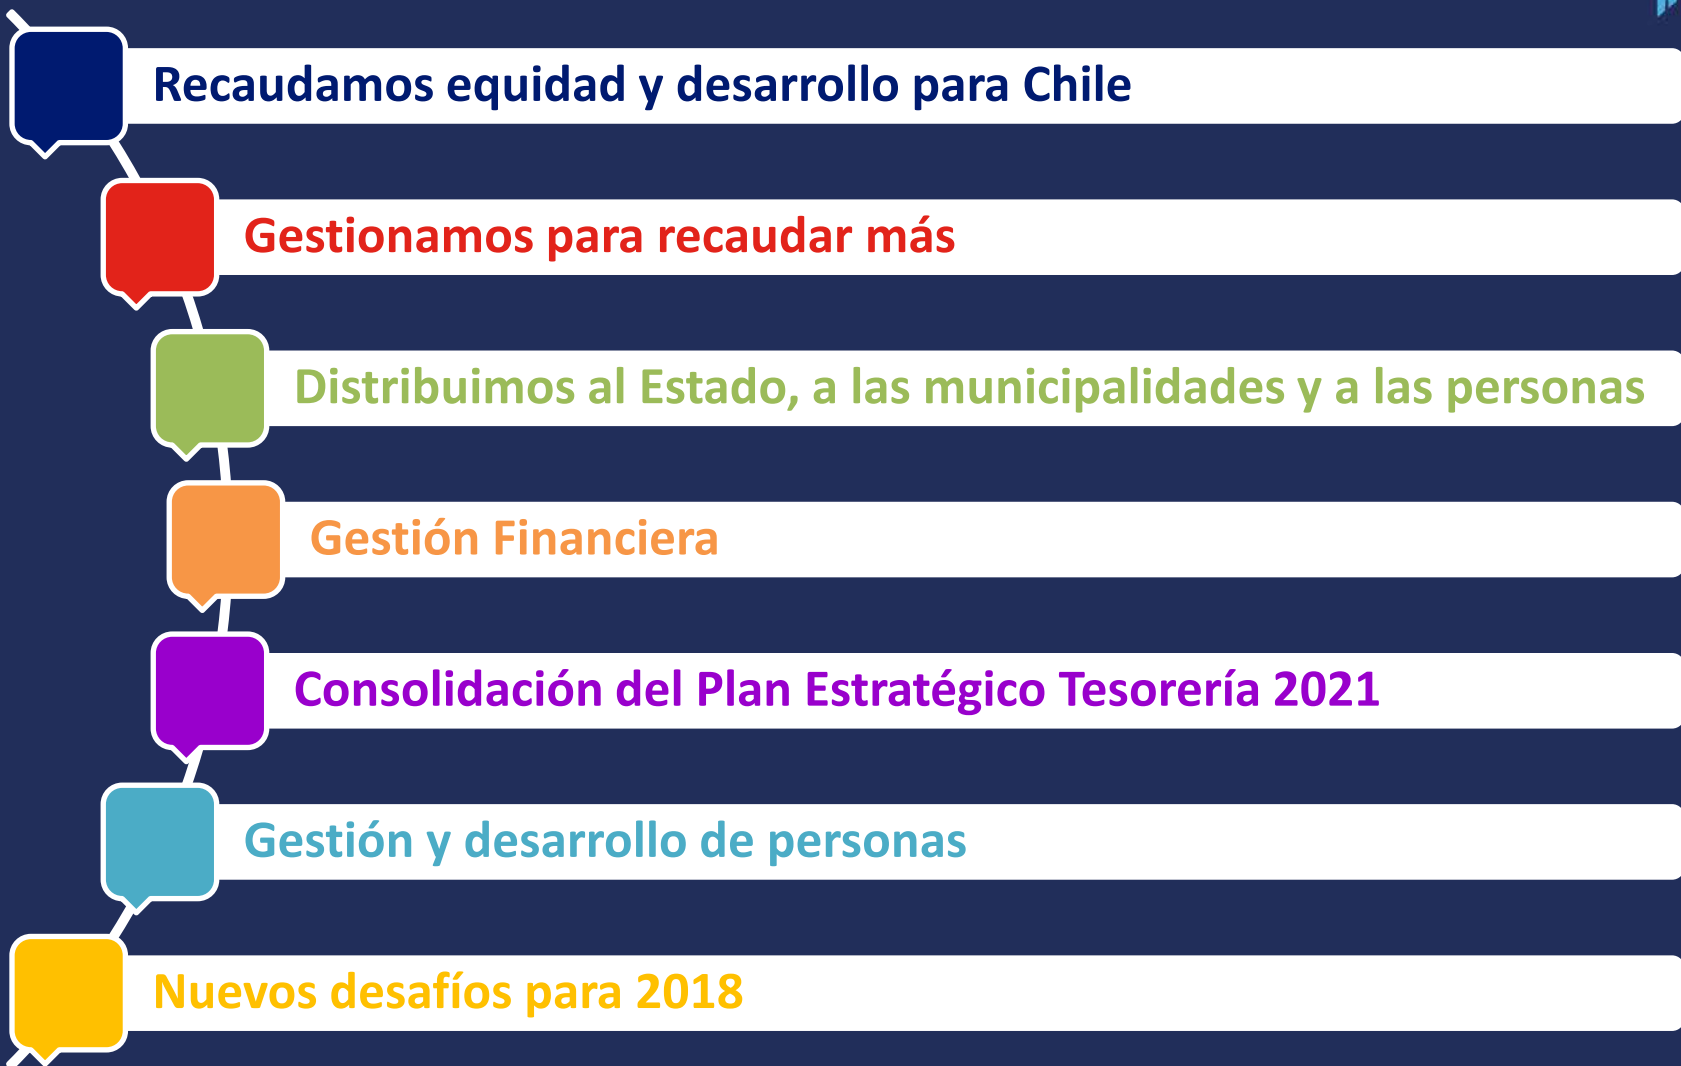 Recaudamos equidad y desarrollo para Chile
Gestionamos para recaudar más
Distribuimos al Estado, a las municipalidades y a las personas
Gestión Financiera
Consolidación del Plan Estratégico Tesorería 2021
Gestión y desarrollo de personas
Nuevos desafíos para 2018